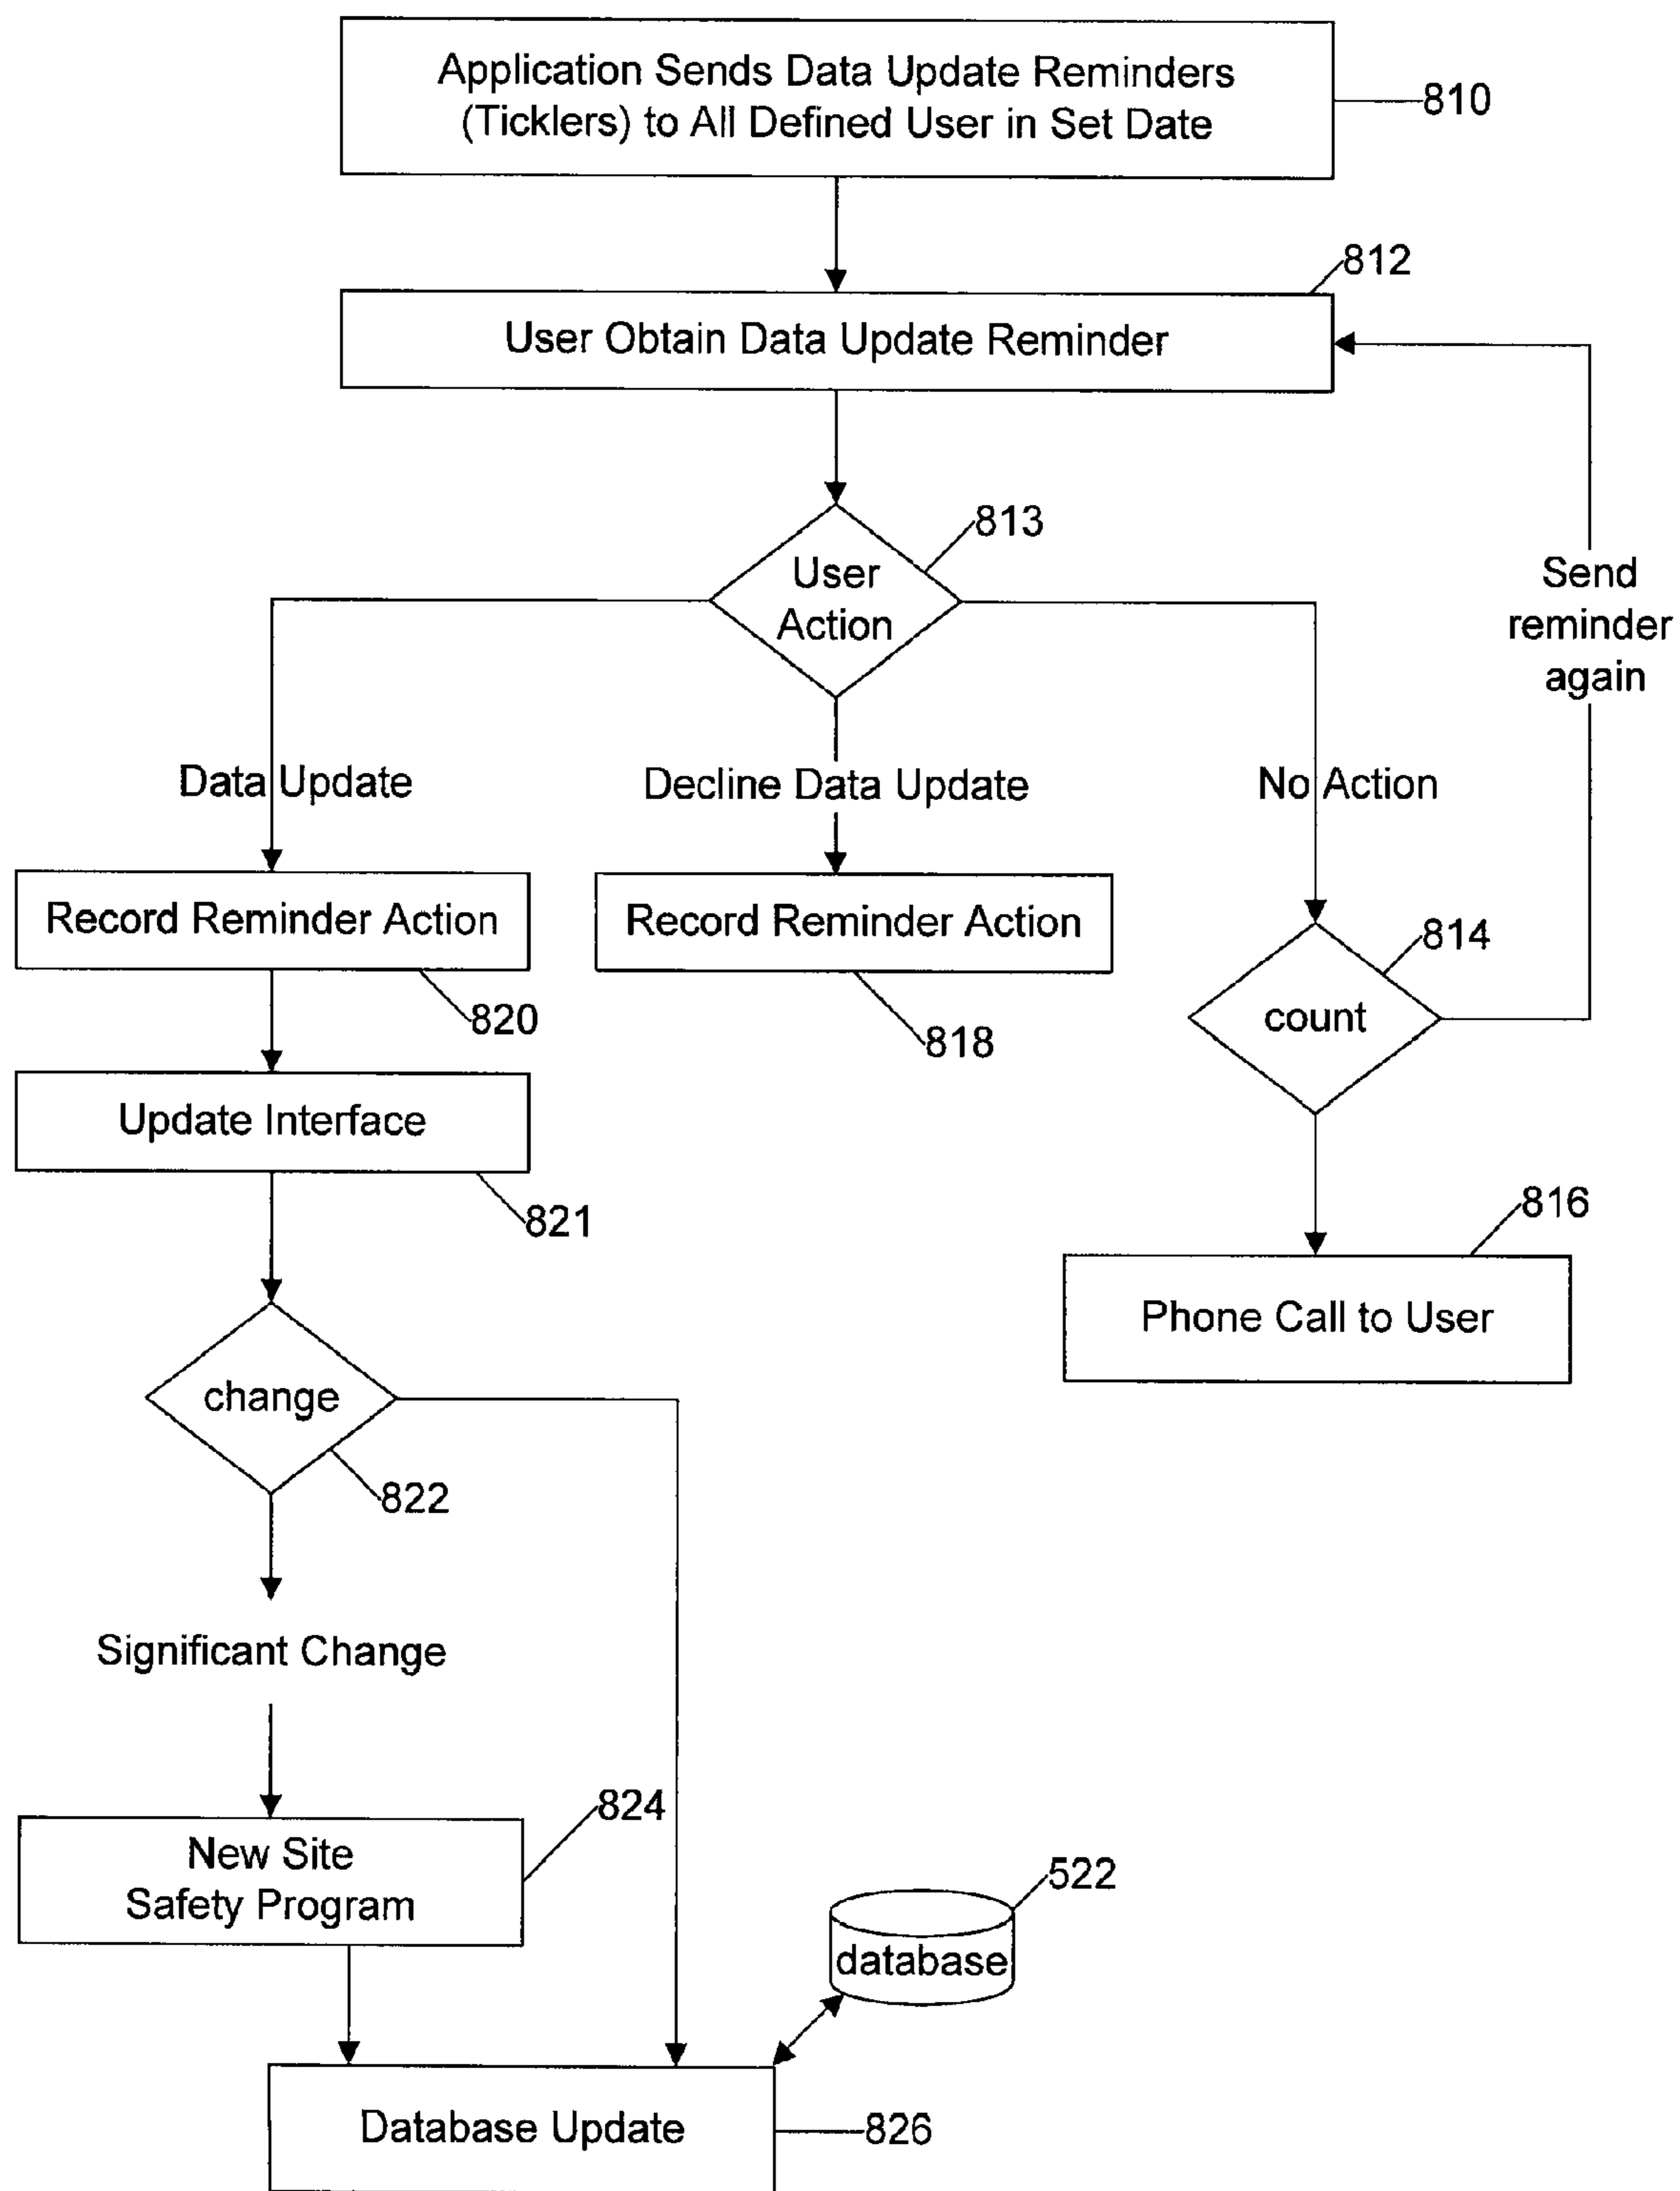 Application Sends Data Update Reminders
(Ticklers) to All Defined User in Set Date
810
812
User Obtain Data Update Reminder
813
User
Action
Send
reminder
again
Data Update
Decline Data Update
No Action
Record Reminder Action
Record Reminder Action
814
count
820
818
Update Interface
821
816
Phone Call to User
change
822
Significant Change
824
New Site
Safety Program
522
database
Database Update
826